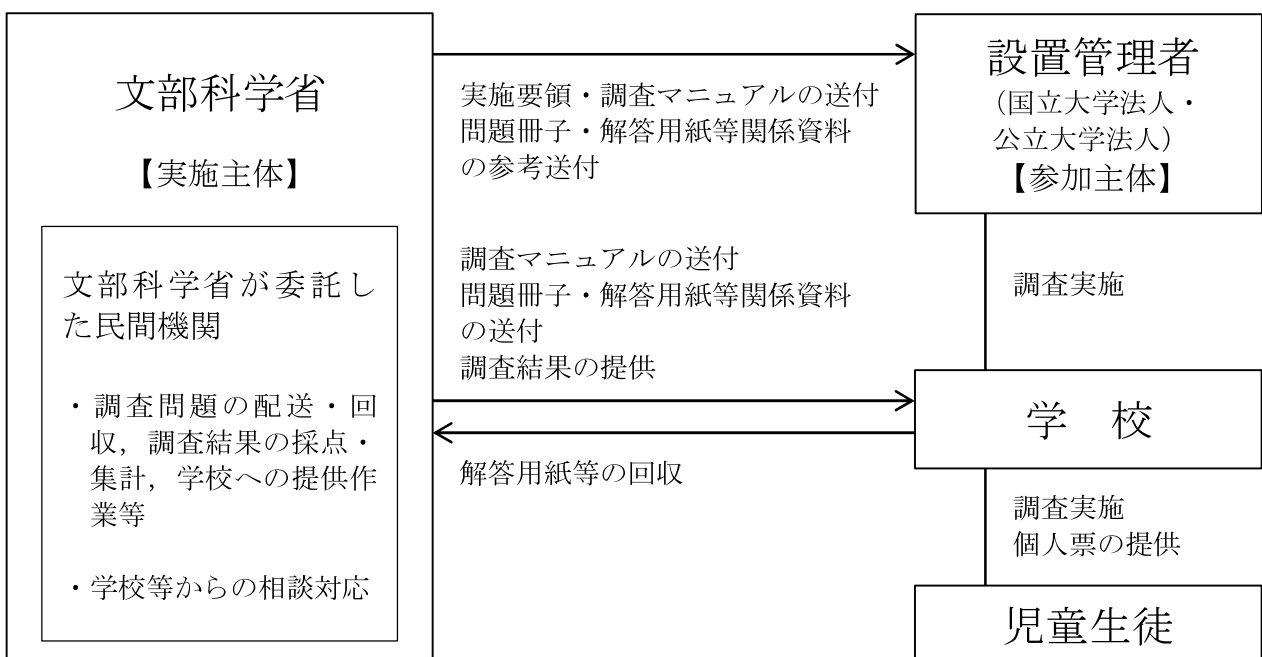 文部科学省
【実施主体】
文部科学省が委託し
た民間機関
・調査問題の配送・回
収，調査結果の採点・
集計，学校への提供作
業等
・学校等からの相談対応
実施要領・調査マニュアルの送付
問題冊子・解答用紙等関係資料
の参考送付
調査マニュアルの送付
問題冊子・解答用紙等関係資料
の送付
調査結果の提供
解答用紙等の回収
設置管理者
（国立大学法人・
公立大学法人）
【参加主体】
調査実施
学　校
調査実施
個人票の提供
児童生徒